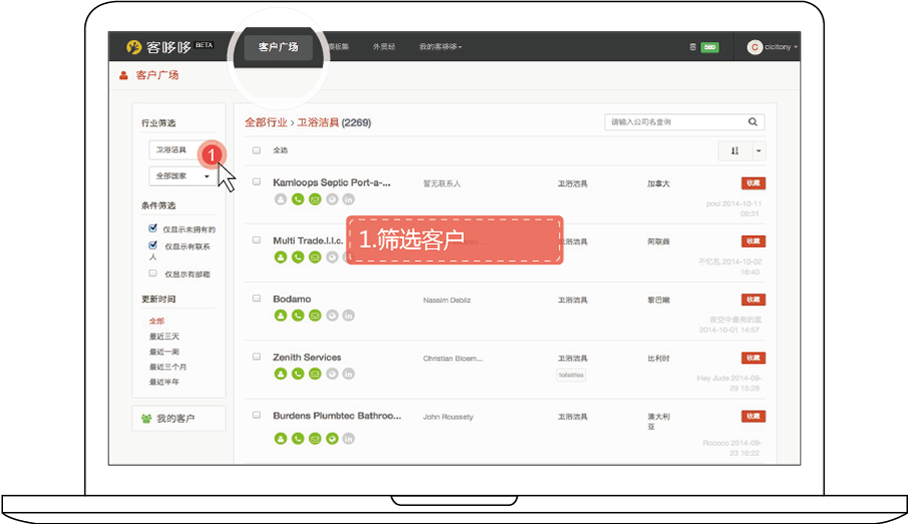 客哆哆 BETA
客户广场
模板集
外贸经
我的客哆哆
560
C cicitony
客户广场
行业筛选
卫浴洁具
1
全部国家
条件筛选
仅显示未拥有的
仅显示有联系人
仅显示有邮箱
更新时间
全部
最近三天
最近一周
最近三个月
最近半年
我的客户
全部行业 › 卫浴洁具 (2269)
请输入公司名查询
全选
Kamloops Septic Port-a-...
暂无联系人
卫浴洁具
加拿大
收藏
poul 2014-10-11
09:31
1.筛选客户
Multi Trade.l.l.c.
卫浴洁具
阿联酋
收藏
不忆乱 2014-10-02
16:40
Bodamo
Nassim Debilz
卫浴洁具
黎巴嫩
收藏
夜空中最亮的星
2014-10-01 14:57
Zenith Services
Christian Bloem...
卫浴洁具
toiletries
比利时
收藏
Hey Jude 2014-09-
29 15:28
Burdens Plumbtec Bathroo...
John Roussety
卫浴洁具
澳大利
亚
收藏
Rococo 2014-09-
23 16:22